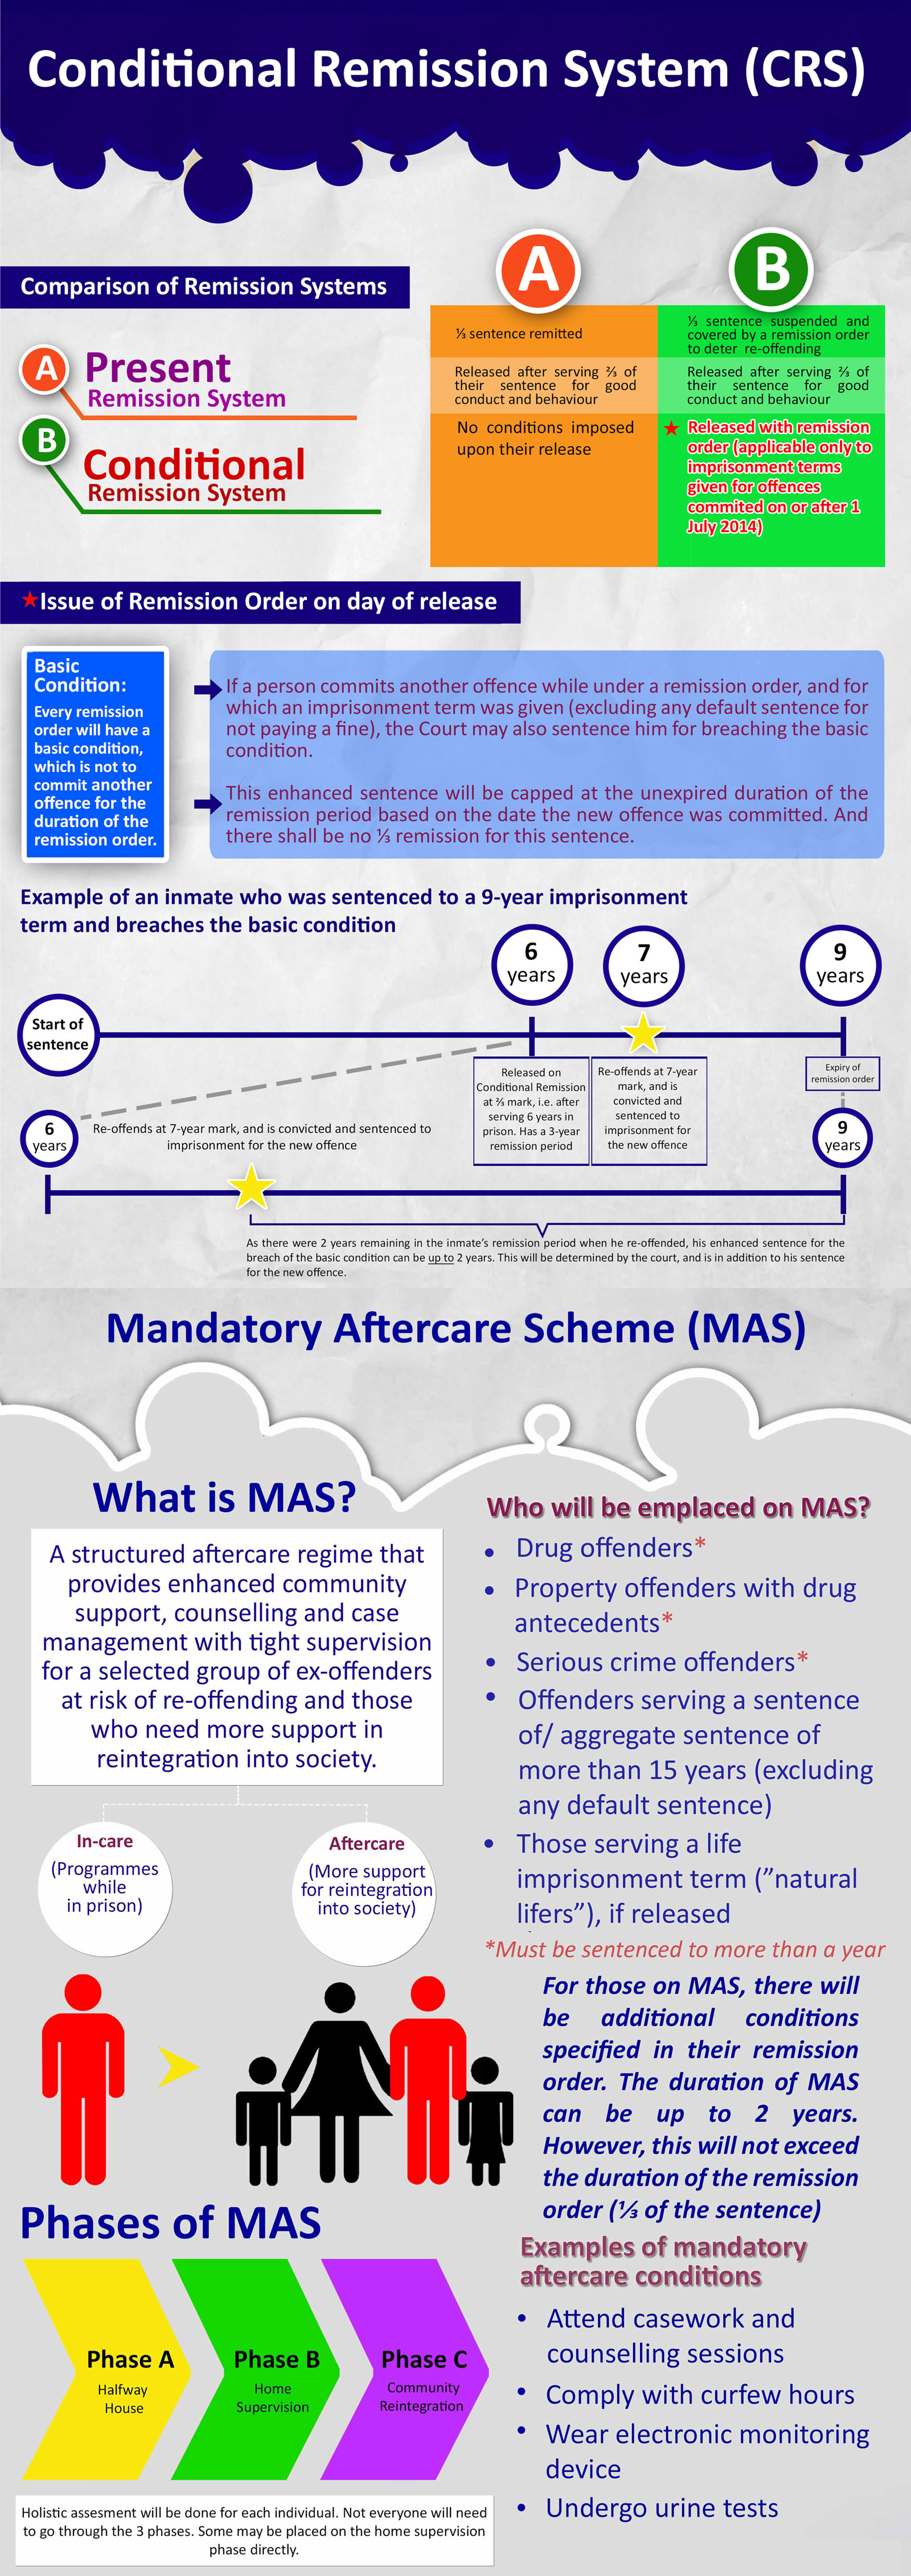 Conditional Remission System (CRS)
Comparison of Remission Systems
A Present
Remission System
B Conditional
Remission System
A
⅓ sentence remitted
Released after serving ⅔ of
their sentence for good
conduct and behaviour
No conditions imposed
upon their release
B
⅓ sentence suspended and
covered by a remission order
to deter re-offending
Released after serving ⅔ of
their sentence for good
conduct and behaviour
Released with remission
order (applicable only to
imprisonment terms
given for offences
commited on or after 1
July 2014)
Issue of Remission Order on day of release
Basic
Condition:
Every remission
order will have a
basic condition,
which is not to
commit another
offence for the
duration of the
remission order.
If a person commits another offence while under a remission order, and for
which an imprisonment term was given (excluding any default sentence for
not paying a fine), the Court may also sentence him for breaching the basic
condition.
This enhanced sentence will be capped at the unexpired duration of the
remission period based on the date the new offence was committed. And
there shall be no ⅓ remission for this sentence.
Example of an inmate who was sentenced to a 9-year imprisonment
term and breaches the basic condition
6
years
7
years
9
years
Start of
sentence
Released on
Conditional Remission
at ⅔ mark, i.e. after
serving 6 years in
prison. Has a 3-year
remission period
Re-offends at 7-year
mark, and is
convicted and
sentenced to
imprisonment for
the new offence
Expiry of
remission order
6
years
Re-offends at 7-year mark, and is convicted and sentenced to
imprisonment for the new offence
9
years
As there were 2 years remaining in the inmate's remission period when he re-offended, his enhanced sentence for the
breach of the basic condition can be up to 2 years. This will be determined by the court, and is in addition to his sentence
for the new offence.
Mandatory Aftercare Scheme (MAS)
What is MAS?
A structured aftercare regime that
provides enhanced community
support, counselling and case
management with tight supervision
for a selected group of ex-offenders
at risk of re-offending and those
who need more support in
reintegration into society.
In-care
(Programmes
while
in prison)
Aftercare
(More support
for reintegration
into society)
Who will be emplaced on MAS?
• Drug offenders*
• Property offenders with drug
antecedents*
• Serious crime offenders*
• Offenders serving a sentence
of/ aggregate sentence of
more than 15 years (excluding
any default sentence)
• Those serving a life
imprisonment term (”natural
lifers”), if released
*Must be sentenced to more than a year
For those on MAS, there will
be additional conditions
specified in their remission
order. The duration of MAS
can be up to 2 years.
However, this will not exceed
the duration of the remission
order (⅓ of the sentence)
Phases of MAS
Phase A
Halfway
House
Phase B
Home
Supervision
Phase C
Community
Reintegration
Holistic assesment will be done for each individual. Not everyone will need
to go through the 3 phases. Some may be placed on the home supervision
phase directly.
Examples of mandatory
aftercare conditions
• Attend casework and
counselling sessions
• Comply with curfew hours
• Wear electronic monitoring
device
• Undergo urine tests